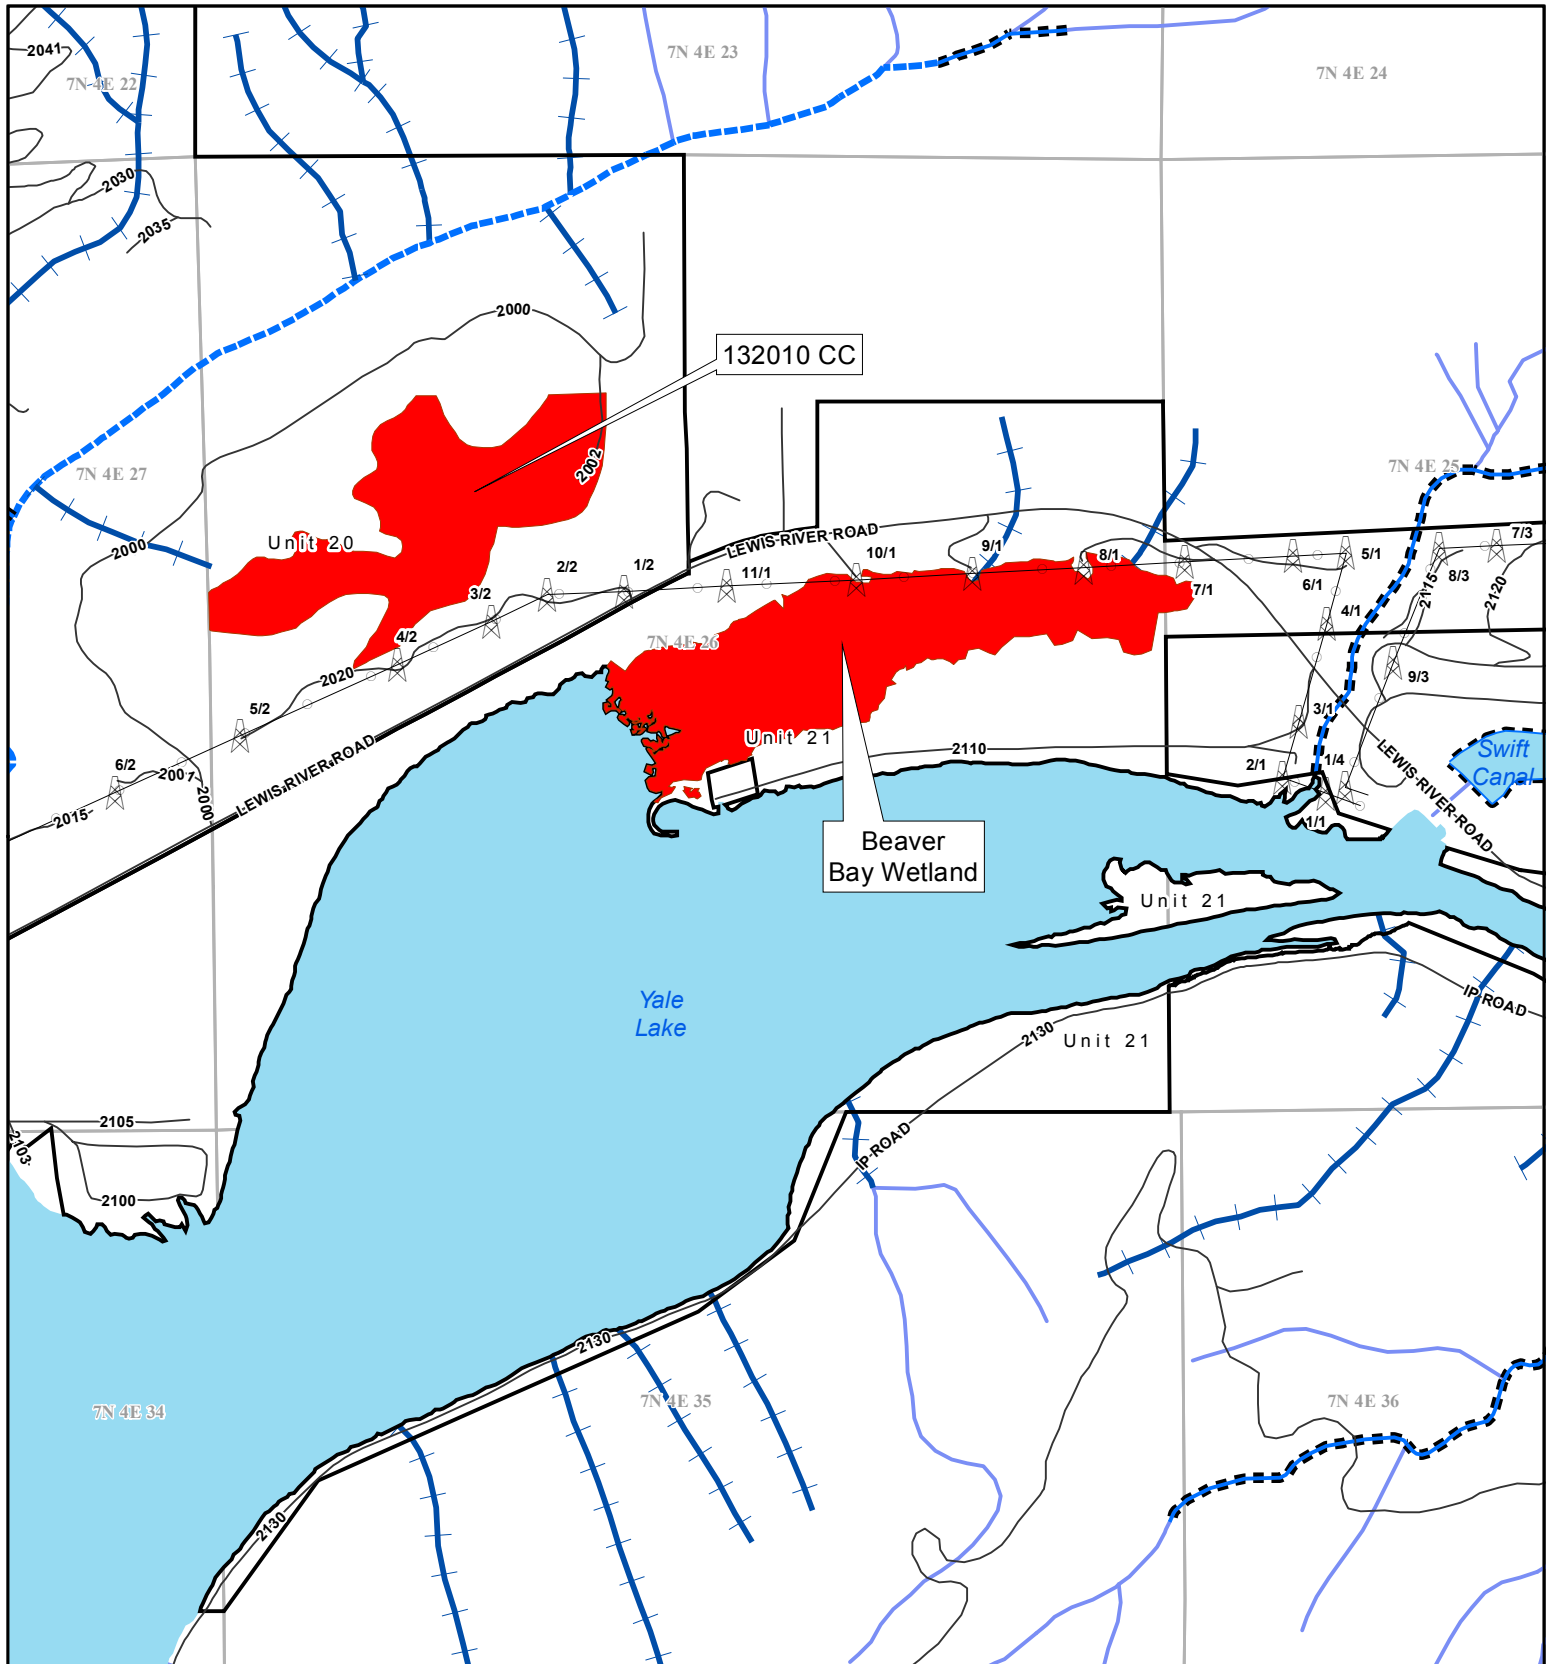 2041
7N 4E 22
7N 4E 23
7N 4E 24
2030
2035
2000
132010 CC
2002
7N 4E 27
7N 4E 25
2000
Unit 20
LEWIS RIVER ROAD
10/1
9/1
8/1
7/3
5/1
2/2
1/2
11/1
8/3
6/1
7/1
2115
2120
3/2
4/1
4/2
7N 4E 26
2020
9/3
5/2
3/1
Unit 21
2110
LEWIS RIVER ROAD
Swift
Canal
6/2
2001
2000
LEWIS RIVER ROAD
2/1
1/4
2015
1/1
Beaver
Bay Wetland
Unit 21
Yale
Lake
IP ROAD
2130
Unit 21
2105
2103
IP ROAD
2100
2130
7N 4E 34
7N 4E 35
7N 4E 36
2130